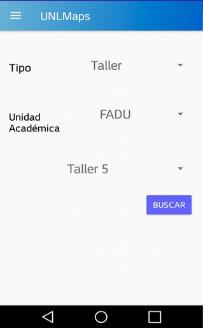 UNLMaps
Tipo Taller
Unidad Académica FADU
Taller 5
BUSCAR